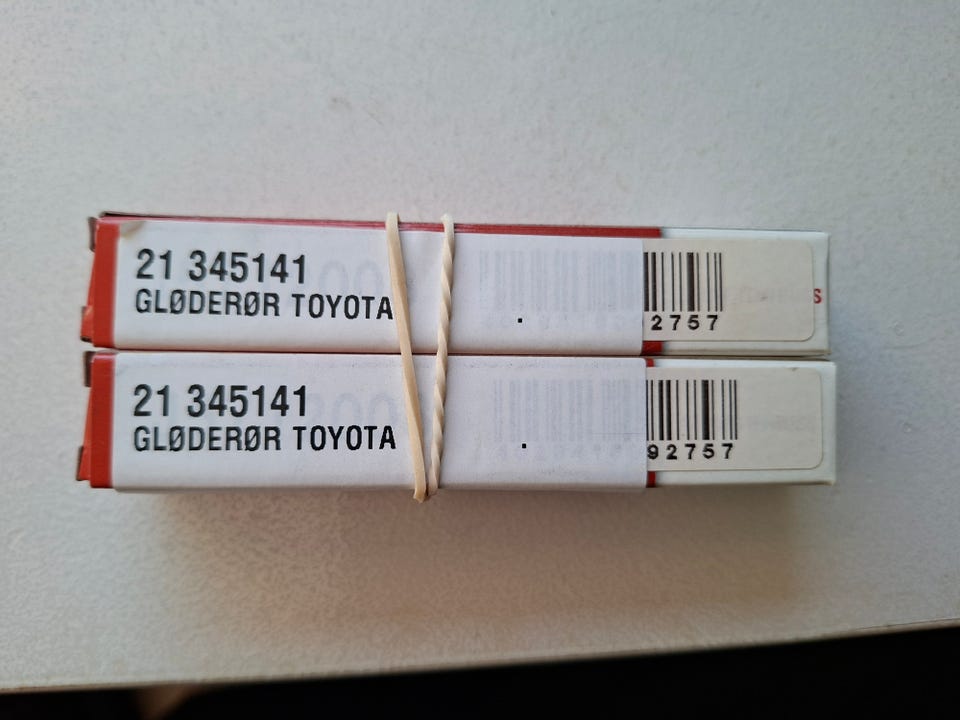 21 345141
GLØDERØR TOYOTA
2757
S
21 345141
GLØDERØR TOYOTA
92757